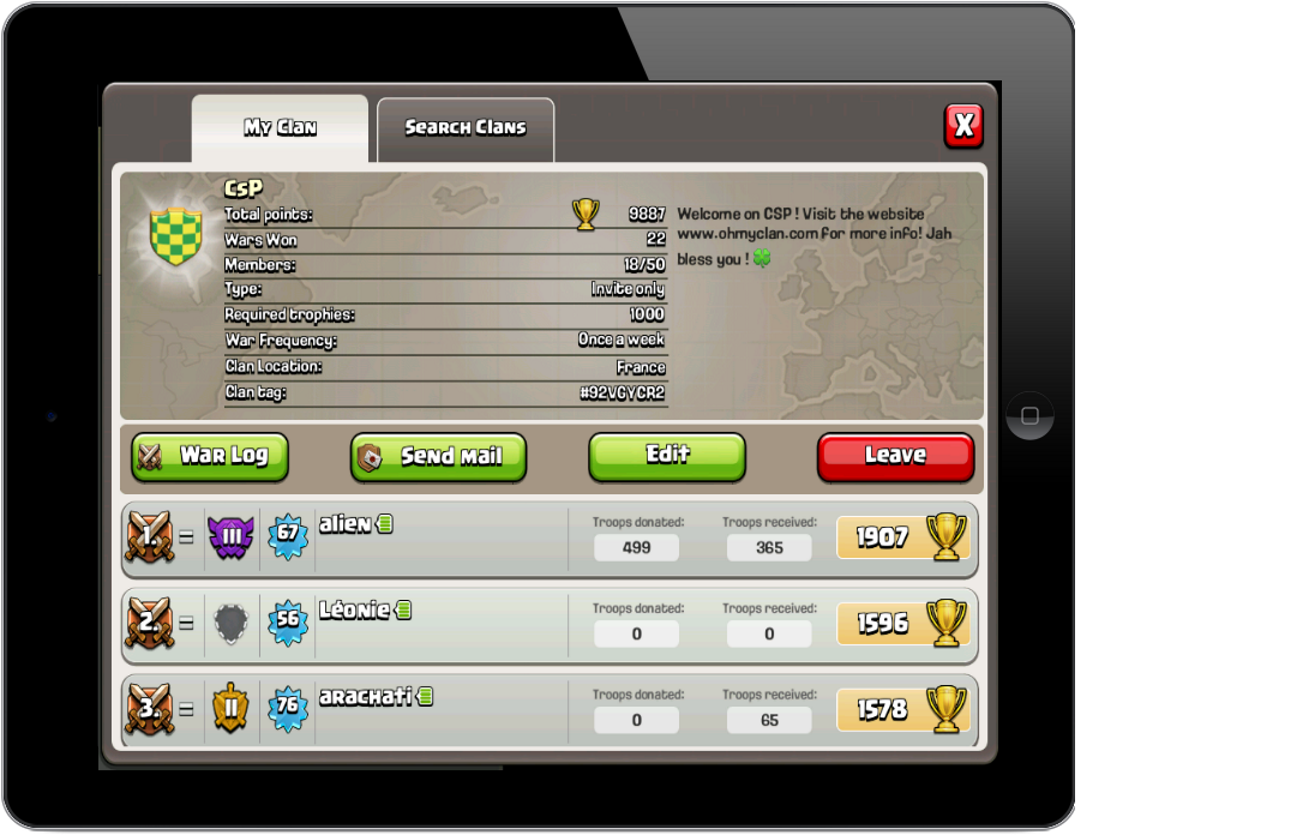 My Clan
Search Clans
X
CsP
Total points: 9887
Wars Won 22
Members: 18/50
Type: Invite only
Required trophies: 1000
War Frequency: Once a week
Clan Location: France
Clan tag: #92VGYCR2
Welcome on CSP ! Visit the website
www.ohmyclan.com for more info! Jah
bless you !
War Log
Send mail
Edit
Leave
1. = III 67 alien Troops donated: 499 Troops received: 365 1907
2. = 56 Léonie Troops donated: 0 Troops received: 0 1596
3. = II 76 arachati Troops donated: 0 Troops received: 65 1578